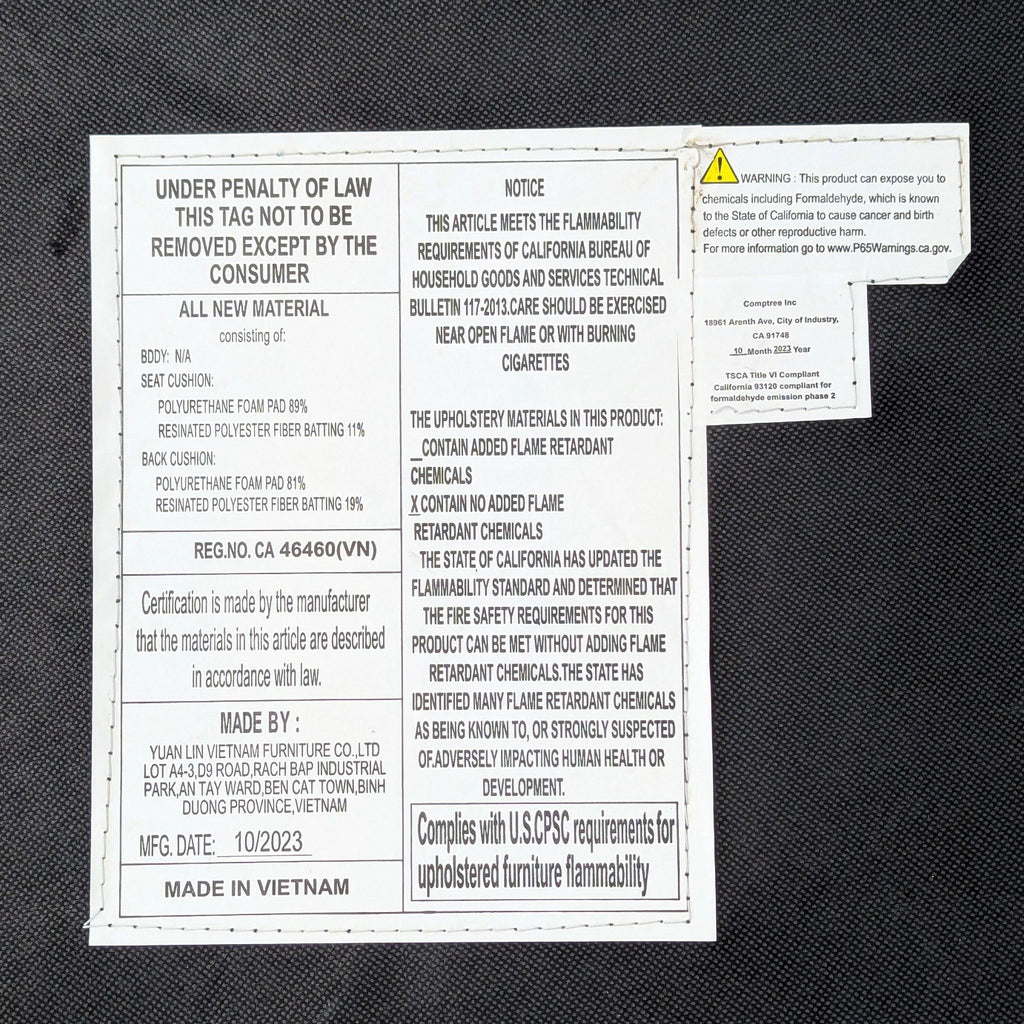 UNDER PENALTY OF LAW
THIS TAG NOT TO BE
REMOVED EXCEPT BY THE
CONSUMER
ALL NEW MATERIAL
consisting of:
BDDY: N/A
SEAT CUSHION:
POLYURETHANE FOAM PAD 89%
RESINATED POLYESTER FIBER BATTING 11%
BACK CUSHION:
POLYURETHANE FOAM PAD 81%
RESINATED POLYESTER FIBER BATTING 19%
REG.NO. CA 46460(VN)
Certification is made by the manufacturer
that the materials in this article are described
in accordance with law.
MADE BY :
YUAN LIN VIETNAM FURNITURE CO.,LTD
LOT A4-3,D9 ROAD,RACH BAP INDUSTRIAL
PARK,AN TAY WARD,BEN CAT TOWN,BINH
DUONG PROVINCE,VIETNAM
MFG. DATE: 10/2023
MADE IN VIETNAM
NOTICE
THIS ARTICLE MEETS THE FLAMMABILITY
REQUIREMENTS OF CALIFORNIA BUREAU OF
HOUSEHOLD GOODS AND SERVICES TECHNICAL
BULLETIN 117-2013.CARE SHOULD BE EXERCISED
NEAR OPEN FLAME OR WITH BURNING
CIGARETTES
THE UPHOLSTERY MATERIALS IN THIS PRODUCT:
__CONTAIN ADDED FLAME RETARDANT
CHEMICALS
X CONTAIN NO ADDED FLAME
RETARDANT CHEMICALS
THE STATE OF CALIFORNIA HAS UPDATED THE
FLAMMABILITY STANDARD AND DETERMINED THAT
THE FIRE SAFETY REQUIREMENTS FOR THIS
PRODUCT CAN BE MET WITHOUT ADDING FLAME
RETARDANT CHEMICALS.THE STATE HAS
IDENTIFIED MANY FLAME RETARDANT CHEMICALS
AS BEING KNOWN TO, OR STRONGLY SUSPECTED
OF.ADVERSELY IMPACTING HUMAN HEALTH OR
DEVELOPMENT.
Complies with U.S.CPSC requirements for
upholstered furniture flammability
WARNING : This product can expose you to
chemicals including Formaldehyde, which is known
to the State of California to cause cancer and birth
defects or other reproductive harm.
For more information go to www.P65Warnings.ca.gov.
Comptree Inc
18961 Arenth Ave, City of Industry,
CA 91748
10 Month 2023 Year
TSCA Title VI Compliant
California 93120 compliant for
formaldehyde emission phase 2